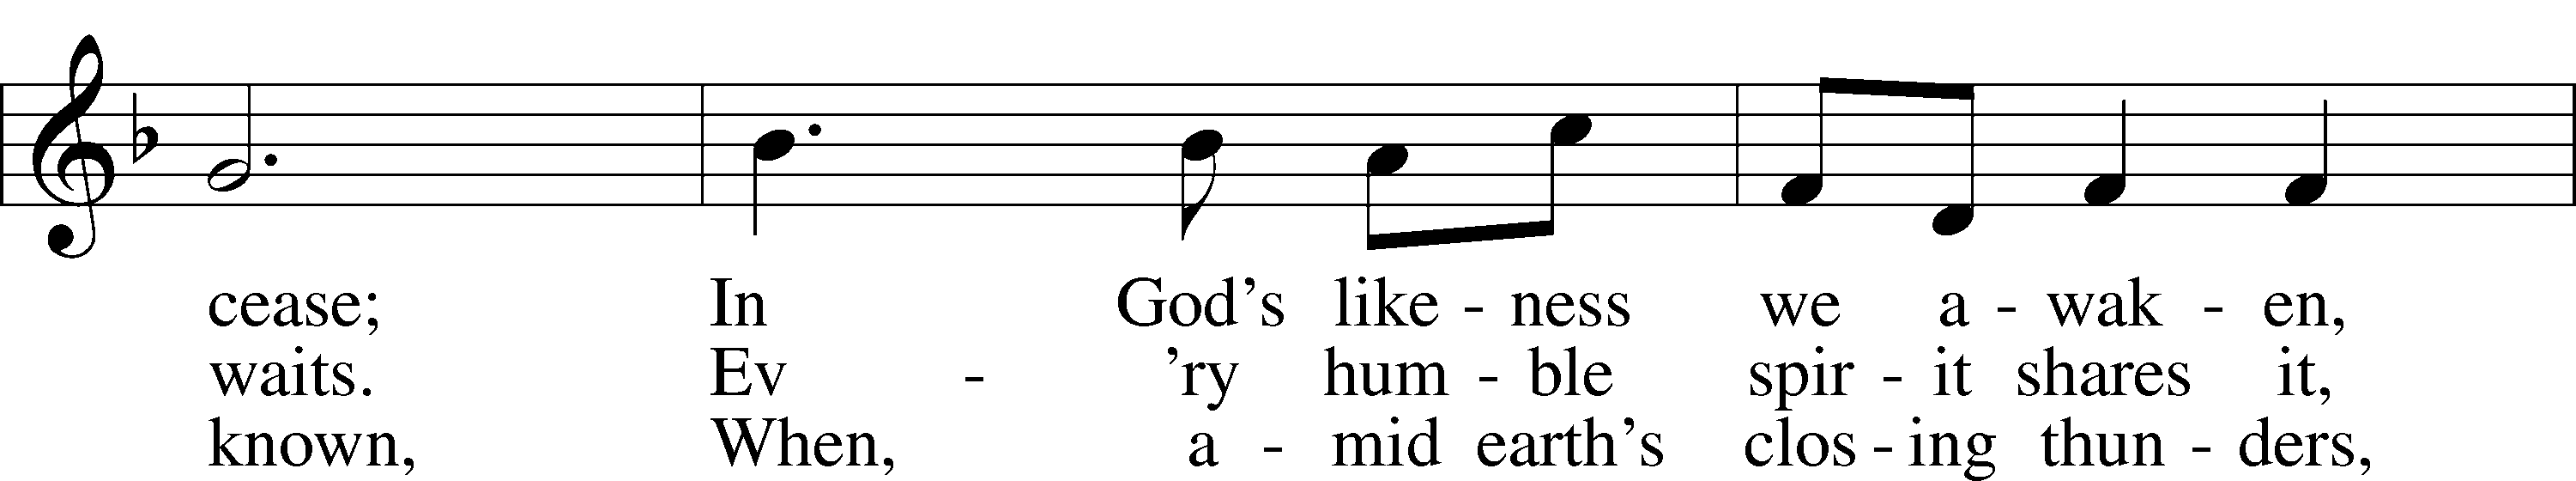 cease; In God’s like - ness we a - wak - en,
waits. Ev - ’ry hum - ble spir - it shares it,
known, When, a - mid earth’s clos - ing thun - ders,